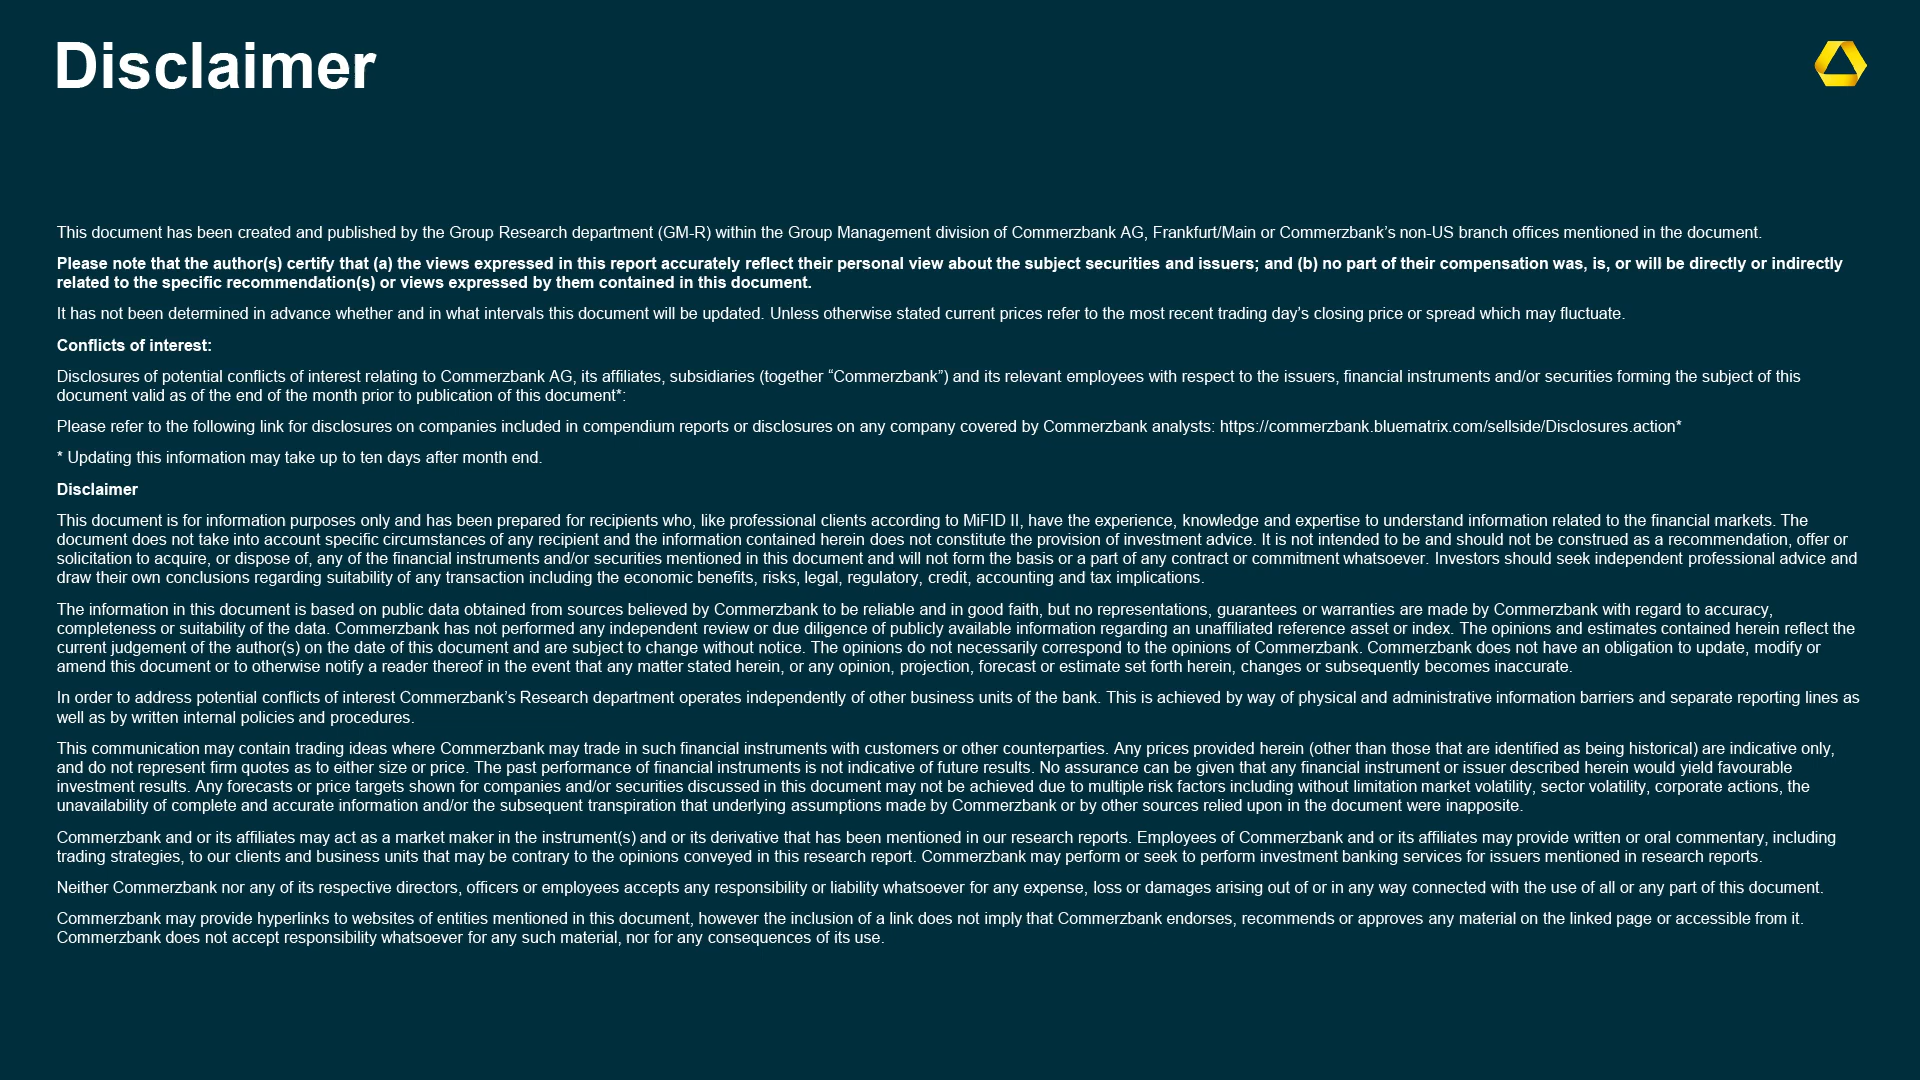 Disclaimer
This document has been created and published by the Group Research department (GM-R) within the Group Management division of Commerzbank AG, Frankfurt/Main or Commerzbank’s non-US branch offices mentioned in the document.
Please note that the author(s) certify that (a) the views expressed in this report accurately reflect their personal view about the subject securities and issuers; and (b) no part of their compensation was, is, or will be directly or indirectly
related to the specific recommendation(s) or views expressed by them contained in this document.
It has not been determined in advance whether and in what intervals this document will be updated. Unless otherwise stated current prices refer to the most recent trading day’s closing price or spread which may fluctuate.
Conflicts of interest:
Disclosures of potential conflicts of interest relating to Commerzbank AG, its affiliates, subsidiaries (together “Commerzbank”) and its relevant employees with respect to the issuers, financial instruments and/or securities forming the subject of this
document valid as of the end of the month prior to publication of this document*:
Please refer to the following link for disclosures on companies included in compendium reports or disclosures on any company covered by Commerzbank analysts: https://commerzbank.bluematrix.com/sellside/Disclosures.action*
* Updating this information may take up to ten days after month end.
Disclaimer
This document is for information purposes only and has been prepared for recipients who, like professional clients according to MiFID II, have the experience, knowledge and expertise to understand information related to the financial markets. The
document does not take into account specific circumstances of any recipient and the information contained herein does not constitute the provision of investment advice. It is not intended to be and should not be construed as a recommendation, offer or
solicitation to acquire, or dispose of, any of the financial instruments and/or securities mentioned in this document and will not form the basis or a part of any contract or commitment whatsoever. Investors should seek independent professional advice and
draw their own conclusions regarding suitability of any transaction including the economic benefits, risks, legal, regulatory, credit, accounting and tax implications.
The information in this document is based on public data obtained from sources believed by Commerzbank to be reliable and in good faith, but no representations, guarantees or warranties are made by Commerzbank with regard to accuracy,
completeness or suitability of the data. Commerzbank has not performed any independent review or due diligence of publicly available information regarding an unaffiliated reference asset or index. The opinions and estimates contained herein reflect the
current judgement of the author(s) on the date of this document and are subject to change without notice. The opinions do not necessarily correspond to the opinions of Commerzbank. Commerzbank does not have an obligation to update, modify or
amend this document or to otherwise notify a reader thereof in the event that any matter stated herein, or any opinion, projection, forecast or estimate set forth herein, changes or subsequently becomes inaccurate.
In order to address potential conflicts of interest Commerzbank’s Research department operates independently of other business units of the bank. This is achieved by way of physical and administrative information barriers and separate reporting lines as
well as by written internal policies and procedures.
This communication may contain trading ideas where Commerzbank may trade in such financial instruments with customers or other counterparties. Any prices provided herein (other than those that are identified as being historical) are indicative only,
and do not represent firm quotes as to either size or price. The past performance of financial instruments is not indicative of future results. No assurance can be given that any financial instrument or issuer described herein would yield favourable
investment results. Any forecasts or price targets shown for companies and/or securities discussed in this document may not be achieved due to multiple risk factors including without limitation market volatility, sector volatility, corporate actions, the
unavailability of complete and accurate information and/or the subsequent transpiration that underlying assumptions made by Commerzbank or by other sources relied upon in the document were inapposite.
Commerzbank and or its affiliates may act as a market maker in the instrument(s) and or its derivative that has been mentioned in our research reports. Employees of Commerzbank and or its affiliates may provide written or oral commentary, including
trading strategies, to our clients and business units that may be contrary to the opinions conveyed in this research report. Commerzbank may perform or seek to perform investment banking services for issuers mentioned in research reports.
Neither Commerzbank nor any of its respective directors, officers or employees accepts any responsibility or liability whatsoever for any expense, loss or damages arising out of or in any way connected with the use of all or any part of this document.
Commerzbank may provide hyperlinks to websites of entities mentioned in this document, however the inclusion of a link does not imply that Commerzbank endorses, recommends or approves any material on the linked page or accessible from it.
Commerzbank does not accept responsibility whatsoever for any such material, nor for any consequences of its use.